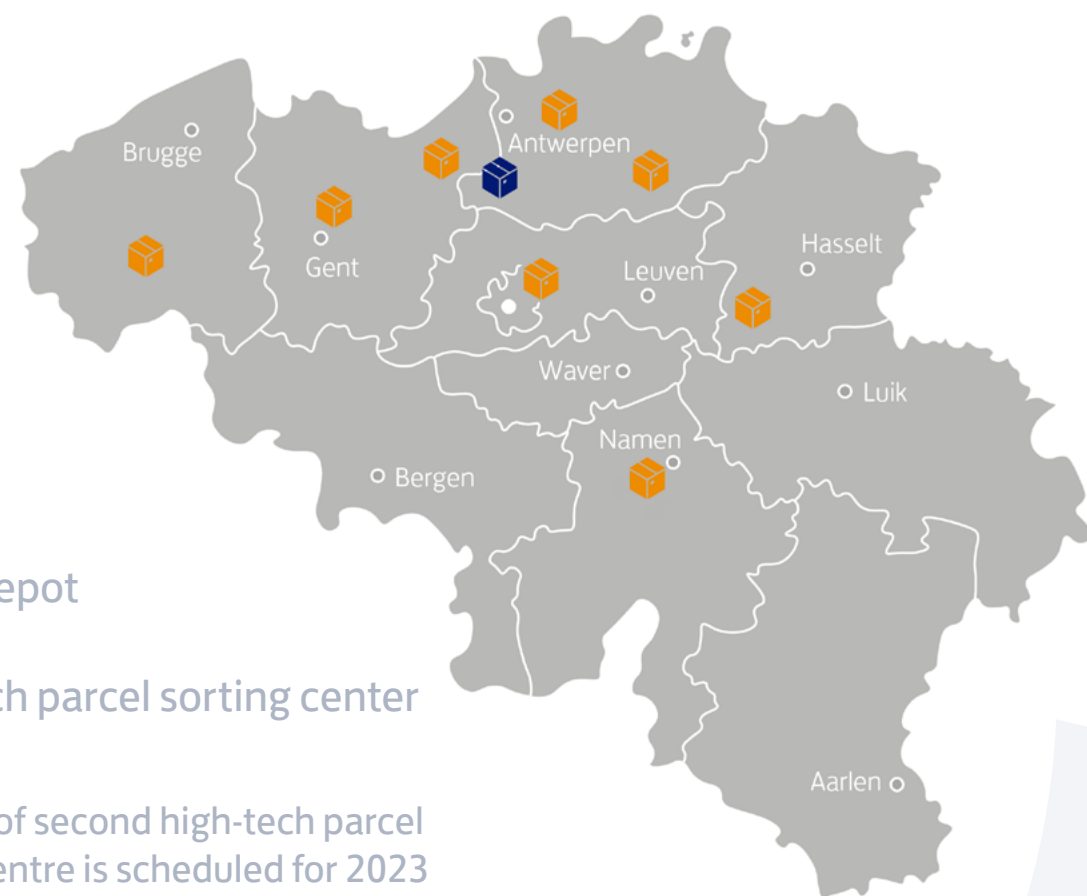 Brugge
Antwerpen
Gent
Hasselt
Leuven
Waver
Luik
Namen
Bergen
epot
ch parcel sorting center
of second high-tech parcel
entre is scheduled for 2023
Aarlen